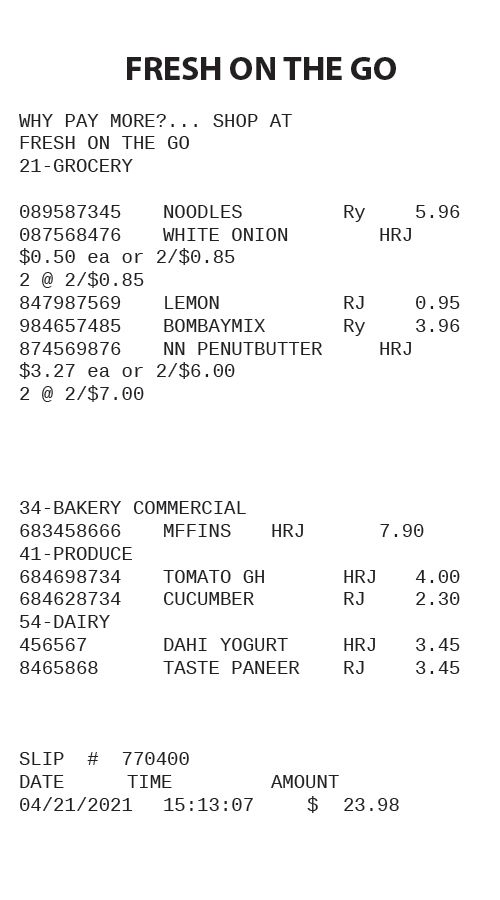 FRESH ON THE GO
WHY PAY MORE?... SHOP AT
FRESH ON THE GO
21-GROCERY
089587345 NOODLES Ry 5.96
087568476 WHITE ONION HRJ
$0.50 ea or 2/$0.85
2 @ 2/$0.85
847987569 LEMON RJ 0.95
984657485 BOMBAYMIX Ry 3.96
874569876 NN PENUTBUTTER HRJ
$3.27 ea or 2/$6.00
2 @ 2/$7.00
34-BAKERY COMMERCIAL
683458666 MFFINS HRJ 7.90
41-PRODUCE
684698734 TOMATO GH HRJ 4.00
684628734 CUCUMBER RJ 2.30
54-DAIRY
456567 DAHI YOGURT HRJ 3.45
8465868 TASTE PANEER RJ 3.45
SLIP # 770400
DATE TIME AMOUNT
04/21/2021 15:13:07 $ 23.98